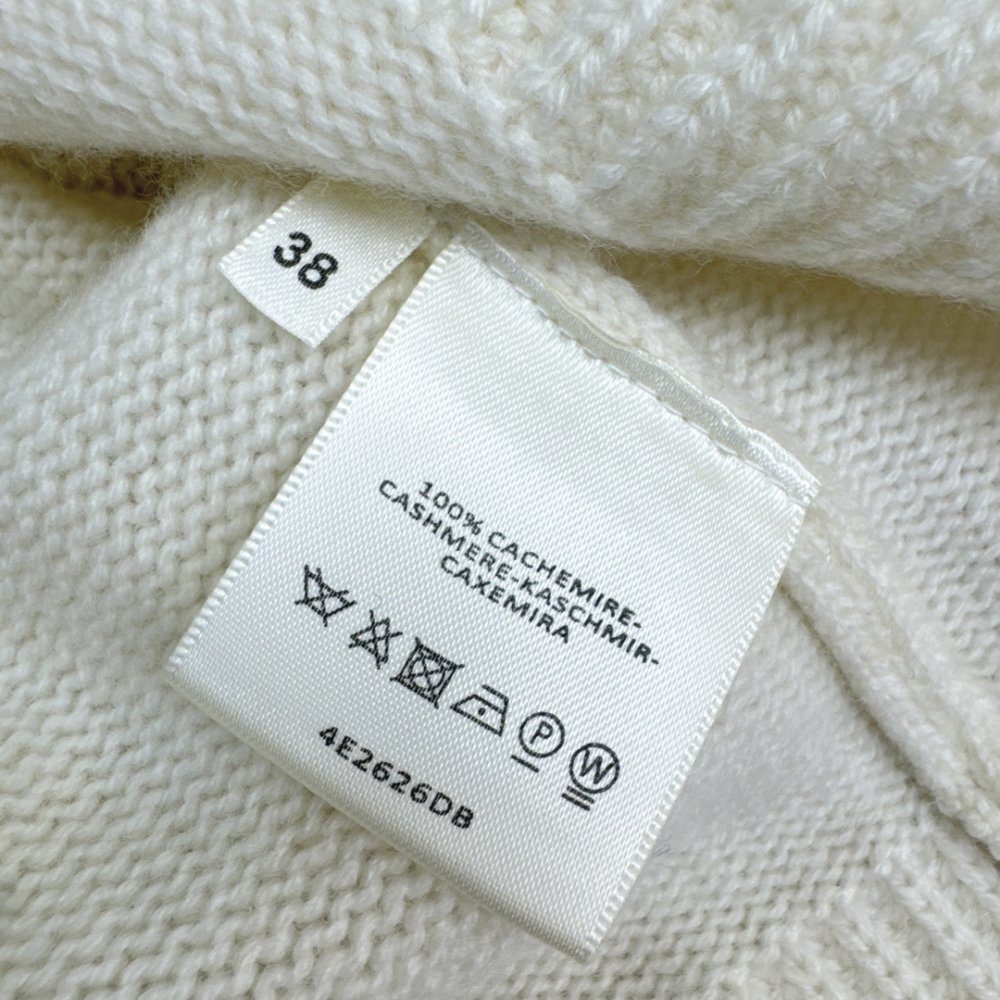 38
100% CACHEMIRE-
CASHMERE-KASCHMIR-
CAXEMIRA
P W
4E2626DB